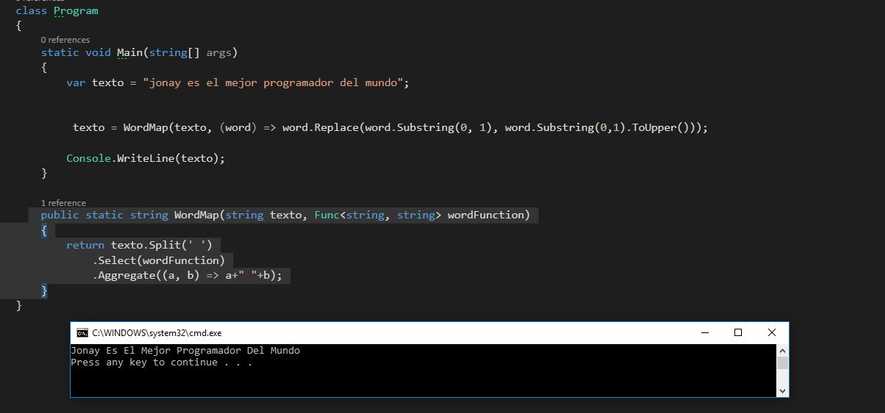 class Program
{
0 references
static void Main(string[] args)
{
var texto = "jonay es el mejor programador del mundo";
texto = WordMap(texto, (word) => word.Replace(word.Substring(0, 1), word.Substring(0,1).ToUpper()));
Console.WriteLine(texto);
}
1 reference
public static string WordMap(string texto, Func<string, string> wordFunction)
{
return texto.Split(' ')
.Select(wordFunction)
.Aggregate((a, b) => a+" "+b);
}
}
C:\WINDOWS\system32\cmd.exe
Jonay Es El Mejor Programador Del Mundo
Press any key to continue . . .